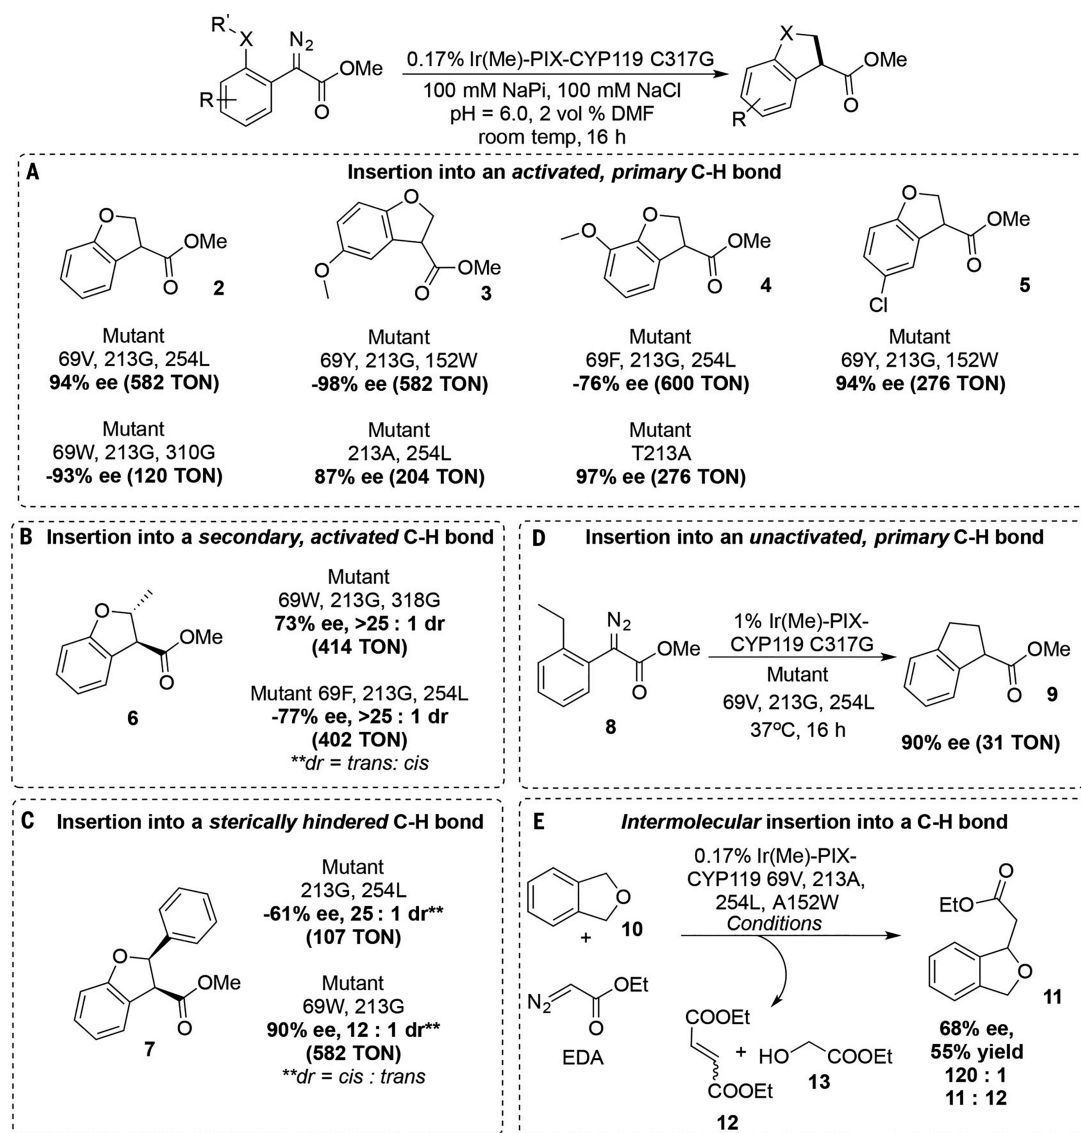 R'
X
N2
OMe
O
R
0.17% Ir(Me)-PIX-CYP119 C317G
100 mM NaPi, 100 mM NaCl
pH = 6.0, 2 vol % DMF
room temp, 16 h
X
OMe
O
R
A Insertion into an activated, primary C-H bond
O
OMe
O
2
Mutant
69V, 213G, 254L
94% ee (582 TON)
Mutant
69W, 213G, 310G
-93% ee (120 TON)
O
O
OMe
O
3
Mutant
69Y, 213G, 152W
-98% ee (582 TON)
Mutant
213A, 254L
87% ee (204 TON)
O
O
OMe
O
4
Mutant
69F, 213G, 254L
-76% ee (600 TON)
Mutant
T213A
97% ee (276 TON)
O
OMe
O
Cl
5
Mutant
69Y, 213G, 152W
94% ee (276 TON)
B Insertion into a secondary, activated C-H bond
O
OMe
O
6
Mutant
69W, 213G, 318G
73% ee, >25 : 1 dr
(414 TON)
Mutant 69F, 213G, 254L
-77% ee, >25 : 1 dr
(402 TON)
**dr = trans: cis
D Insertion into an unactivated, primary C-H bond
N2
OMe
O
8
1% Ir(Me)-PIX-
CYP119 C317G
Mutant
69V, 213G, 254L
37ºC, 16 h
OMe
O
9
90% ee (31 TON)
C Insertion into a sterically hindered C-H bond
O
OMe
O
7
Mutant
213G, 254L
-61% ee, 25 : 1 dr**
(107 TON)
Mutant
69W, 213G
90% ee, 12 : 1 dr**
(582 TON)
**dr = cis : trans
E Intermolecular insertion into a C-H bond
O
10
+
N2
OEt
O
EDA
0.17% Ir(Me)-PIX-
CYP119 69V, 213A,
254L, A152W
Conditions
COOEt
COOEt
12
+
HO
COOEt
13
O
EtO
O
11
68% ee,
55% yield
120 : 1
11 : 12